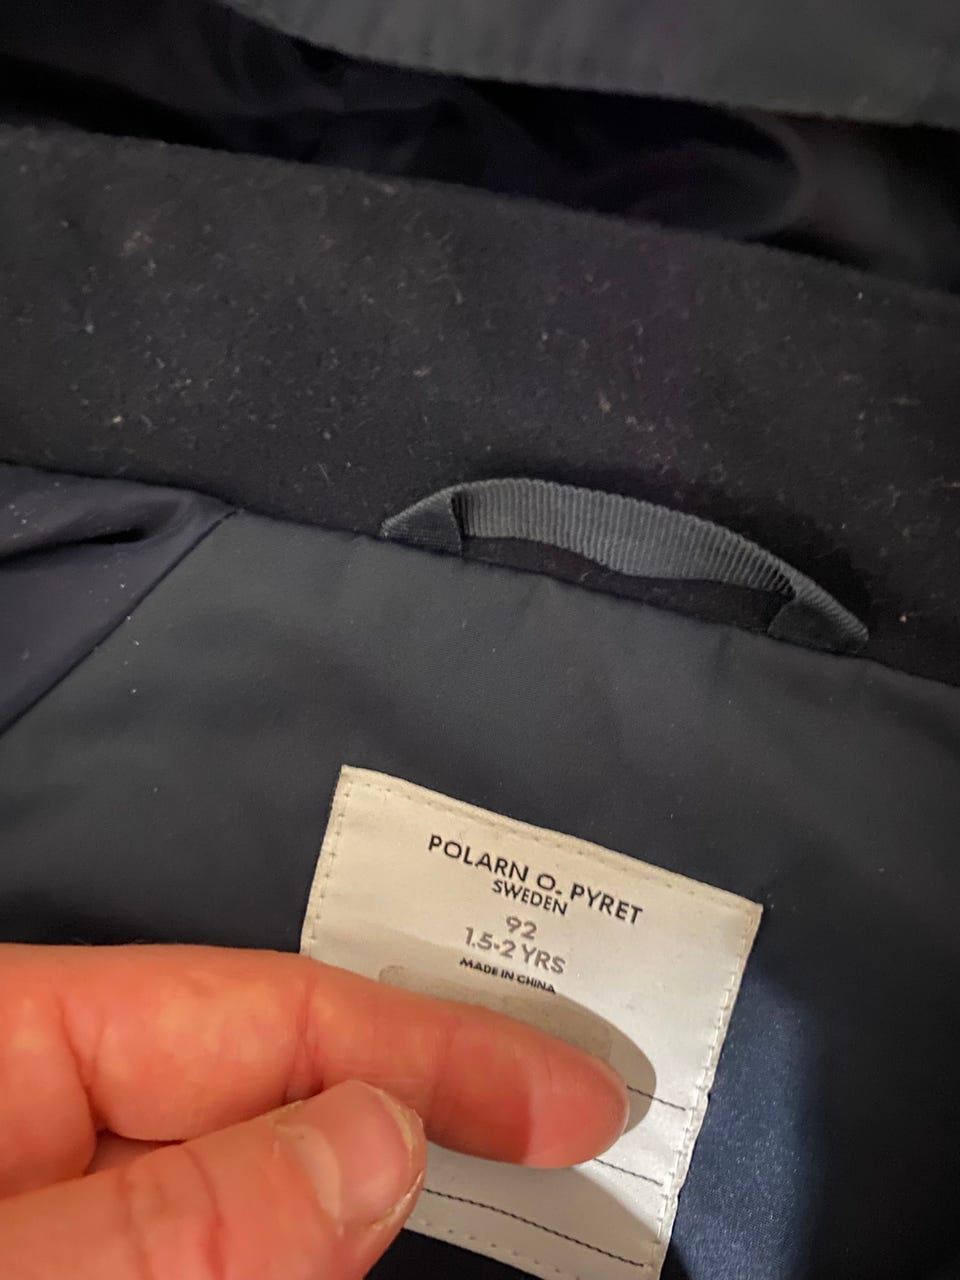 POLARN O. PYRET
SWEDEN
92
1.5-2 YRS
MADE IN CHINA